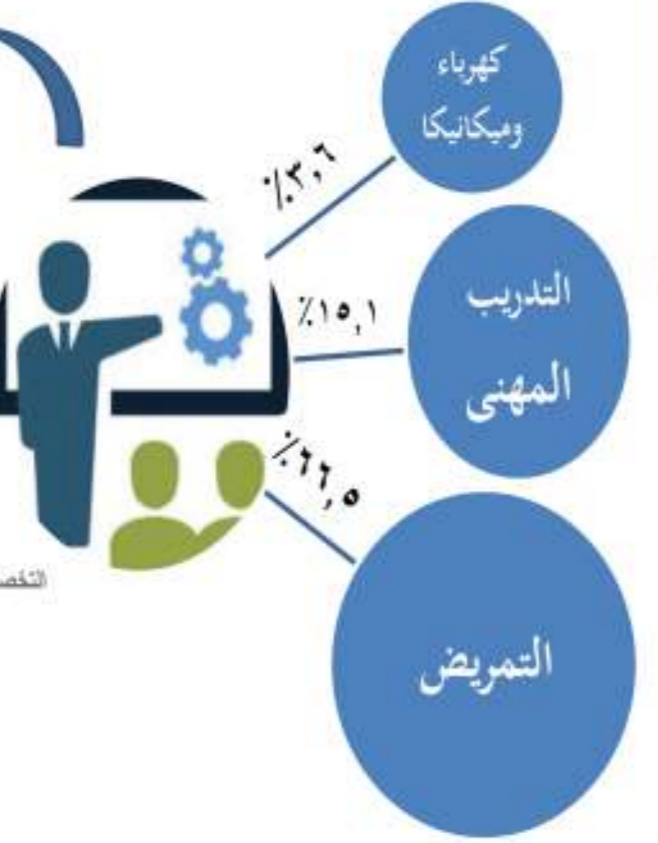 كهرباء
وميكانيكا
٪٣,٦
التدريب
المهنى
٪١٥,١
٪٦٦,٥
التمريض